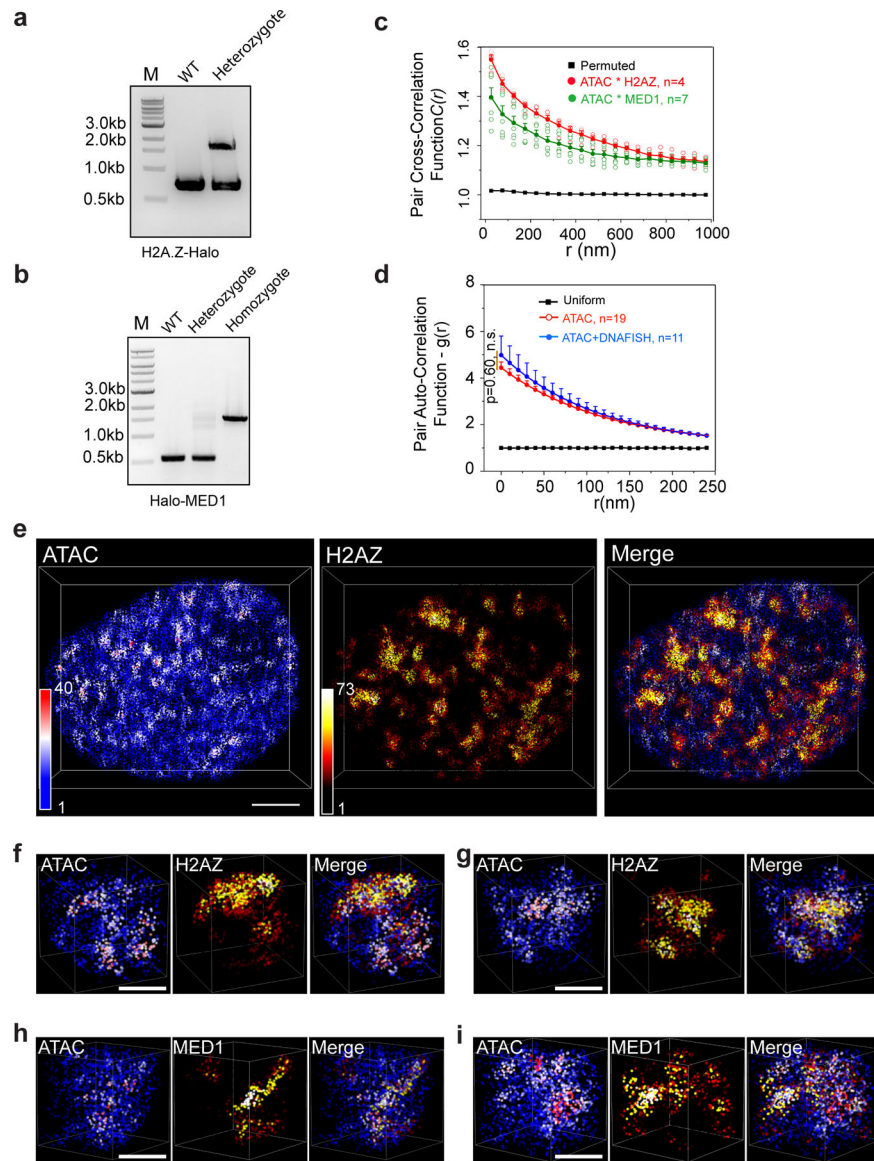 a
M
WT
Heterozygote
3.0kb
2.0kb
1.0kb
0.5kb
H2A.Z-Halo
b
M
WT
Heterozygote
Homozygote
3.0kb
2.0kb
1.0kb
0.5kb
Halo-MED1
c
Pair Cross-Correlation
FunctionC(r)
1.6
1.4
1.2
1.0
Permuted
ATAC * H2AZ, n=4
ATAC * MED1, n=7
0 200 400 600 800 1000
r (nm)
d
Pair Auto-Correlation
Function - g(r)
8
6
4
2
0
p=0.60, n.s.
Uniform
ATAC, n=19
ATAC+DNAFISH, n=11
0 50 100 150 200 250
r(nm)
e
ATAC
40
1
H2AZ
73
1
Merge
f
ATAC H2AZ Merge
g
ATAC H2AZ Merge
h
ATAC MED1 Merge
i
ATAC MED1 Merge